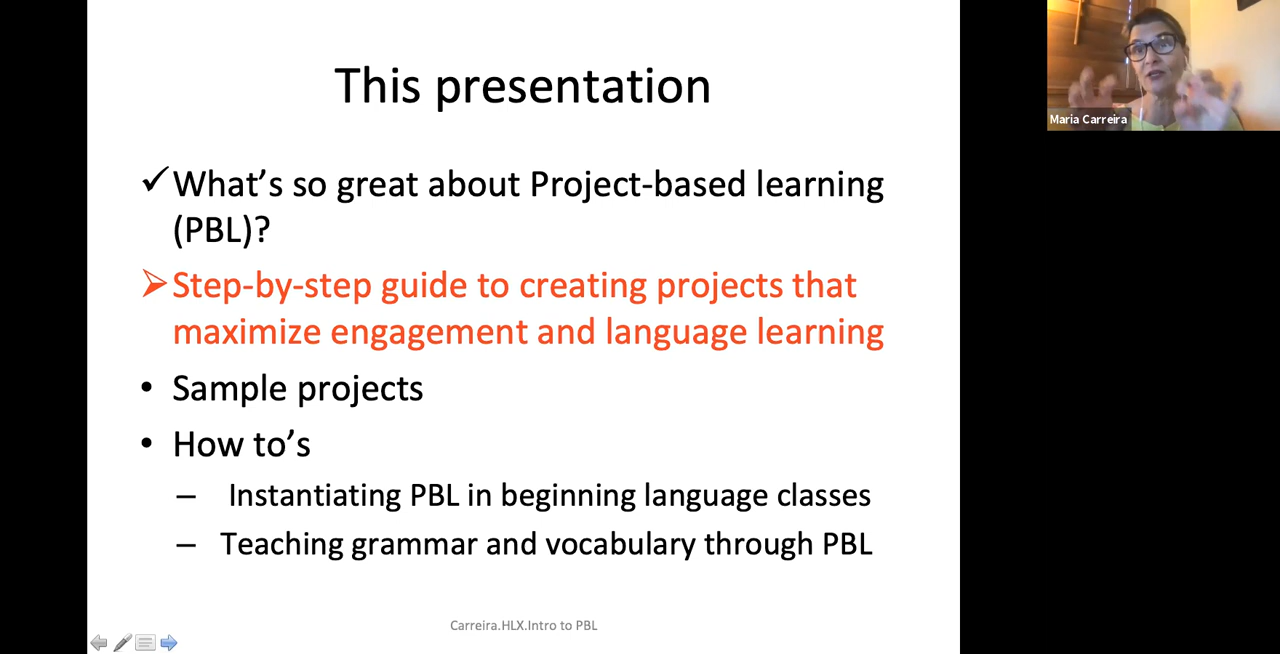 This presentation
Maria Carreira
✓ What's so great about Project-based learning
(PBL)?
➢ Step-by-step guide to creating projects that
maximize engagement and language learning
• Sample projects
• How to's
– Instantiating PBL in beginning language classes
– Teaching grammar and vocabulary through PBL
Carreira.HLX.Intro to PBL